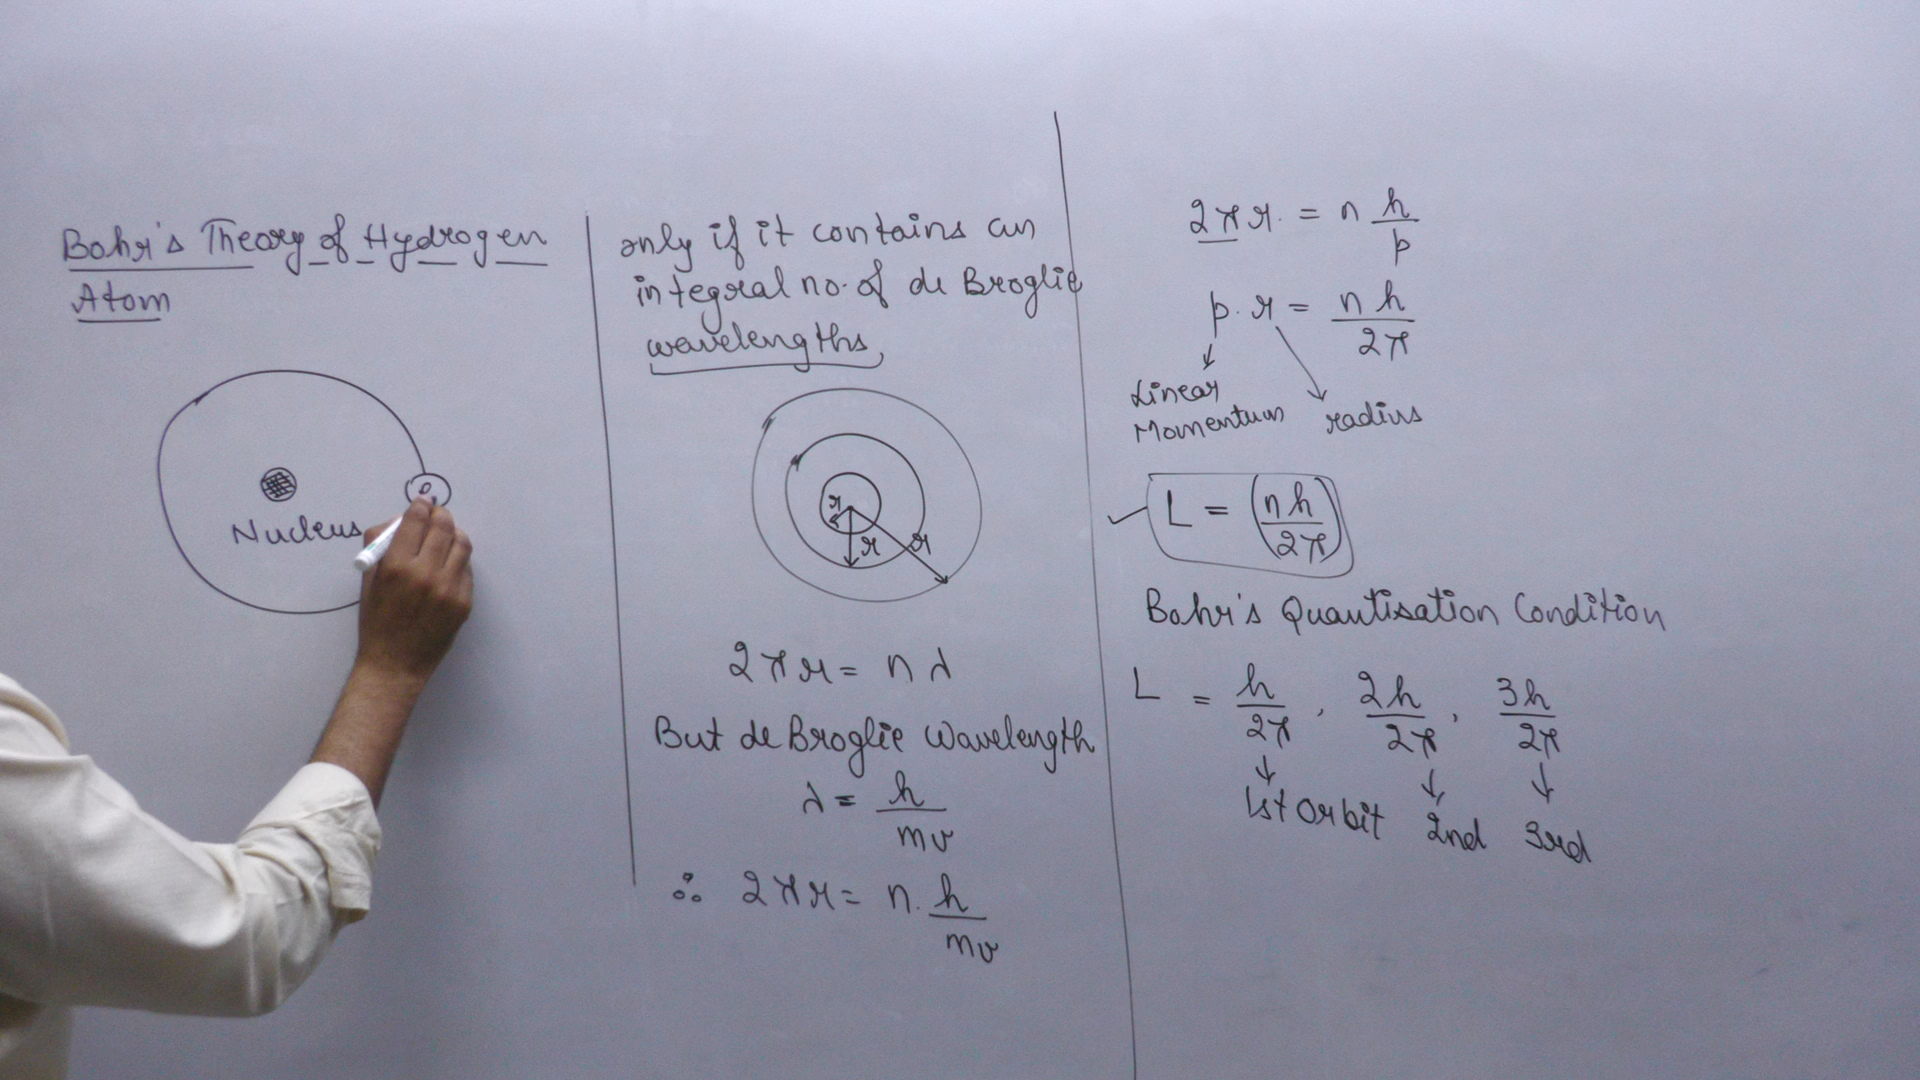 Bohr's Theory of Hydrogen
Atom
e
Nucleus
only if it contains an
integral no. of de Broglie
wavelengths,
r
r
r
2πr = nλ
But de Broglie Wavelength
λ = h/mv
∴ 2πr = n. h/mv
2πr. = n h/p
p. r = nh/2π
Linear
Momentum
radius
L = (nh/2π)
Bohr's Quantisation Condition
L = h/2π, 2h/2π, 3h/2π
1st Orbit 2nd 3rd